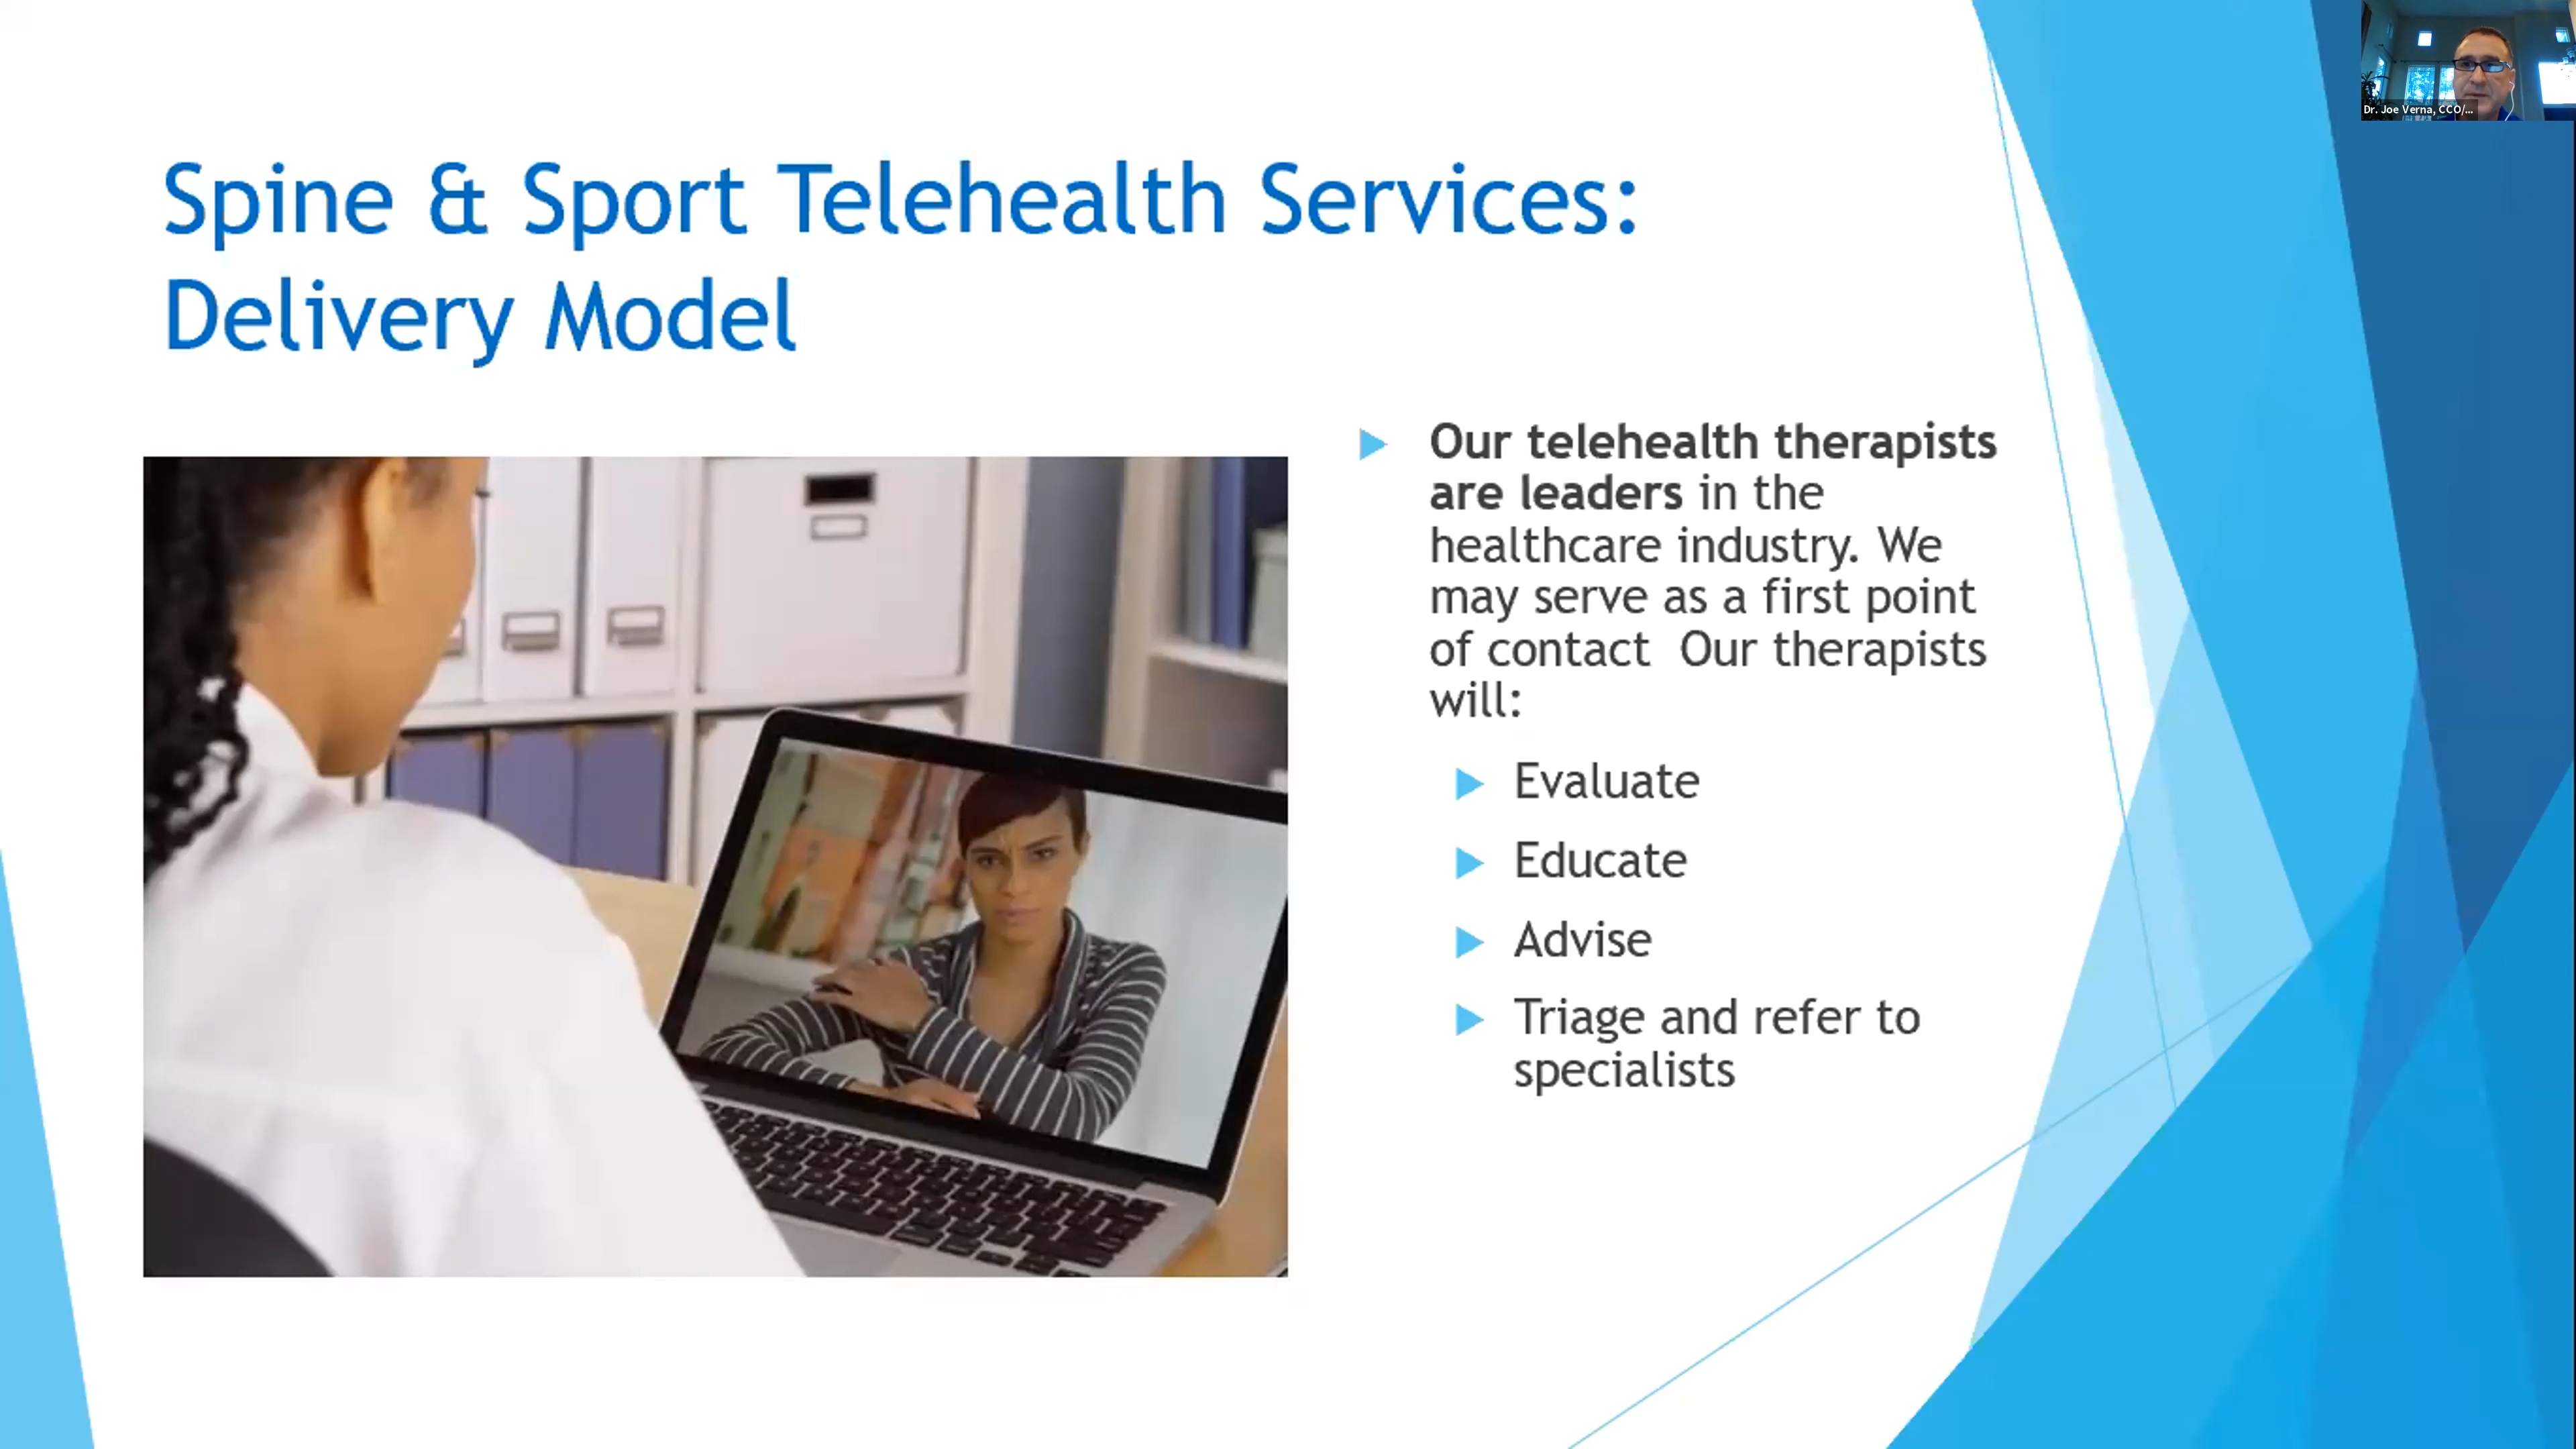 Dr. Joe Verna, CCO/...
Spine & Sport Telehealth Services:
Delivery Model
Our telehealth therapists
are leaders in the
healthcare industry. We
may serve as a first point
of contact  Our therapists
will:
Evaluate
Educate
Advise
Triage and refer to
specialists